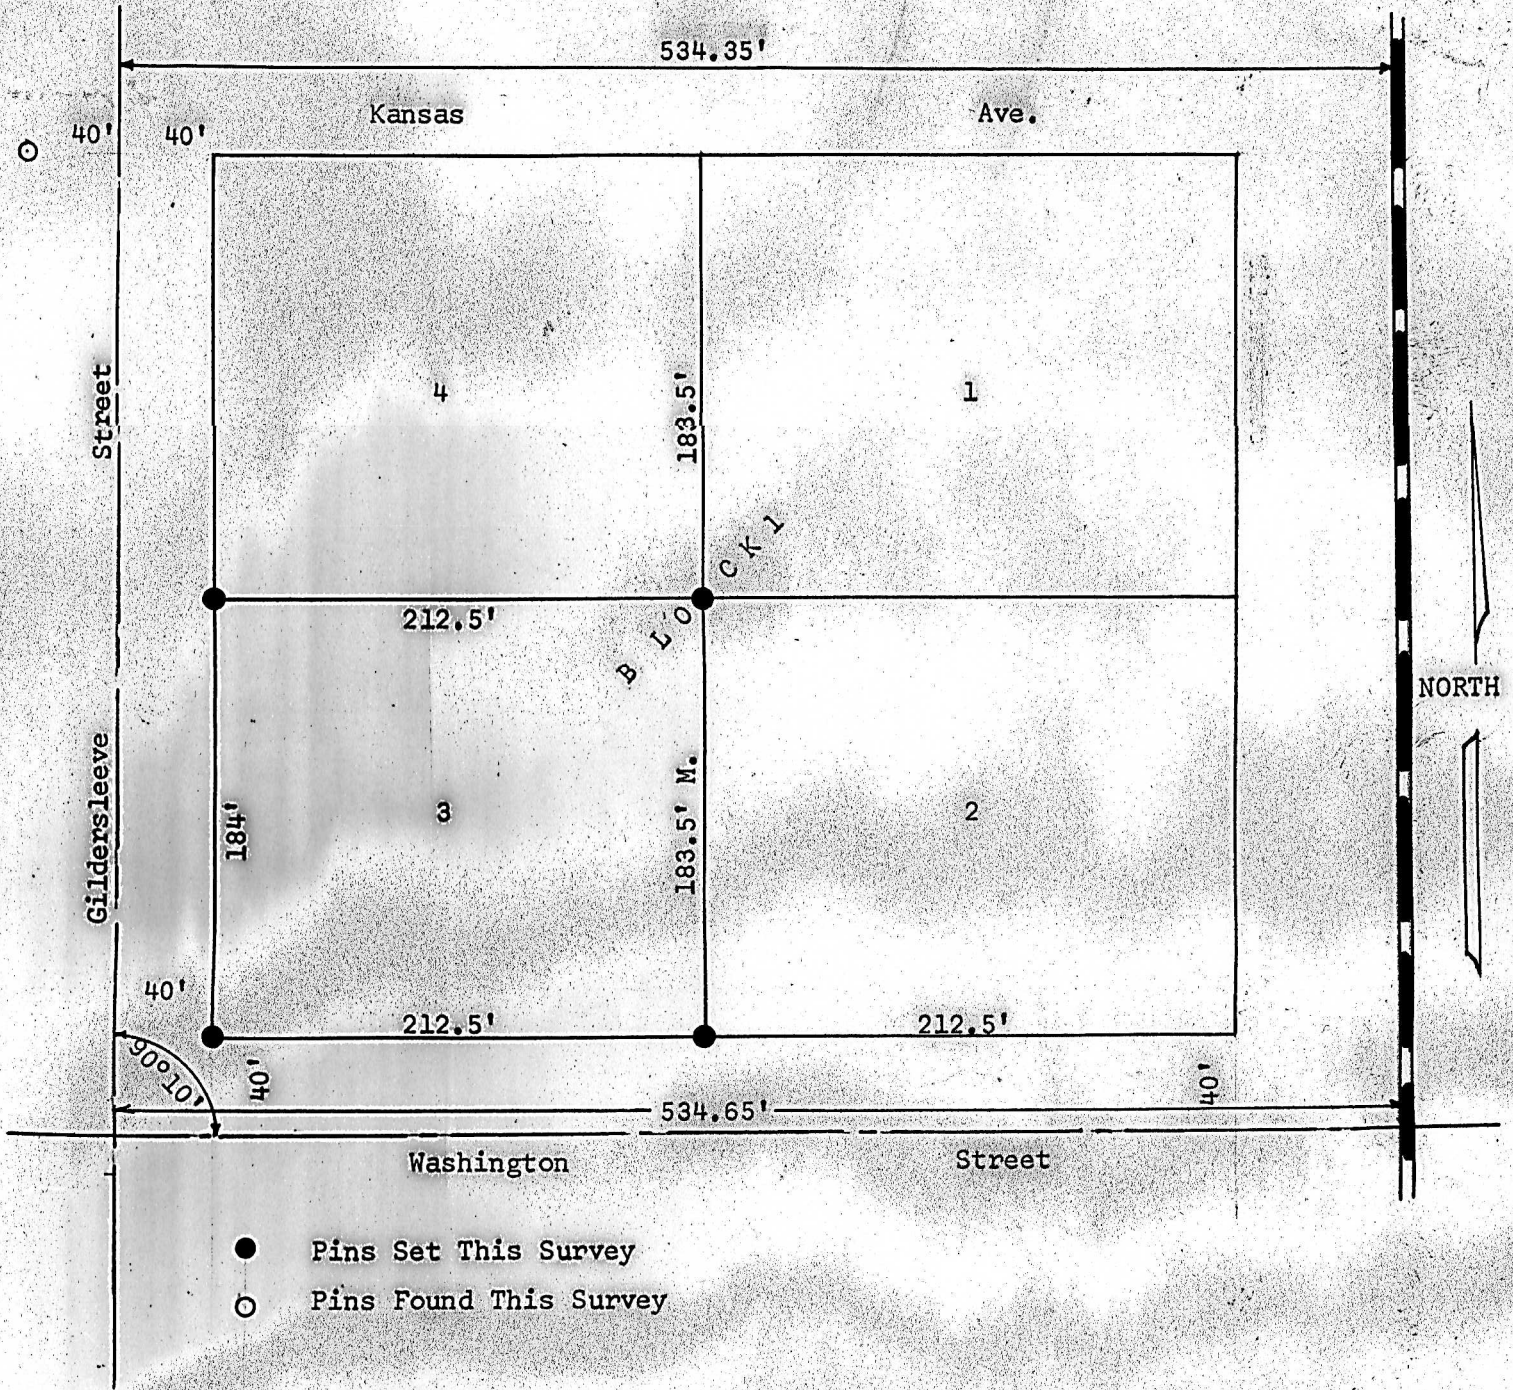 534.35'
Kansas Ave.
40' 40'
Street
4
183.5'
1
BLOCK 1
212.5'
NORTH
Gildersleeve
184'
3
183.5' M.
2
40'
212.5'
212.5'
90°10'
40'
40'
534.65'
Washington Street
Pins Set This Survey
Pins Found This Survey